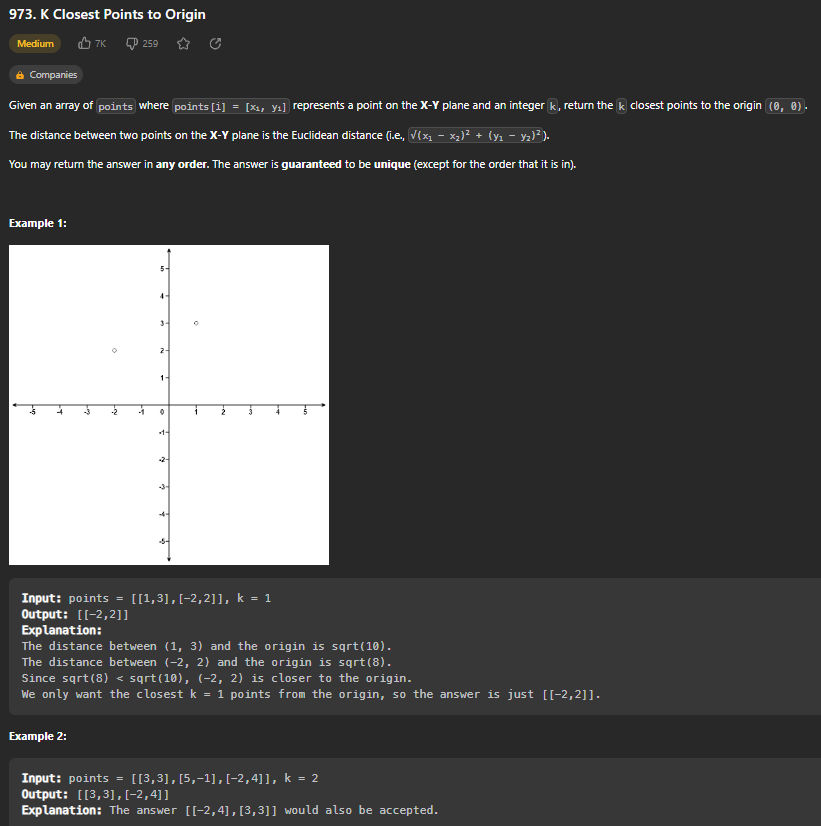 973. K Closest Points to Origin
Medium 7K 259
Companies
Given an array of points where points[i] = [xᵢ, yᵢ] represents a point on the X-Y plane and an integer k, return the k closest points to the origin (0, 0).
The distance between two points on the X-Y plane is the Euclidean distance (i.e., √(x₁ - x₂)² + (y₁ - y₂)²).
You may return the answer in any order. The answer is guaranteed to be unique (except for the order that it is in).
Example 1:
5
4
3
2
1
-5 -4 -3 -2 -1 0 1 2 3 4 5
-1
-2
-3
-4
-5
Input: points = [[1,3],[-2,2]], k = 1
Output: [[-2,2]]
Explanation:
The distance between (1, 3) and the origin is sqrt(10).
The distance between (-2, 2) and the origin is sqrt(8).
Since sqrt(8) < sqrt(10), (-2, 2) is closer to the origin.
We only want the closest k = 1 points from the origin, so the answer is just [[-2,2]].
Example 2:
Input: points = [[3,3],[5,-1],[-2,4]], k = 2
Output: [[3,3],[-2,4]]
Explanation: The answer [[-2,4],[3,3]] would also be accepted.